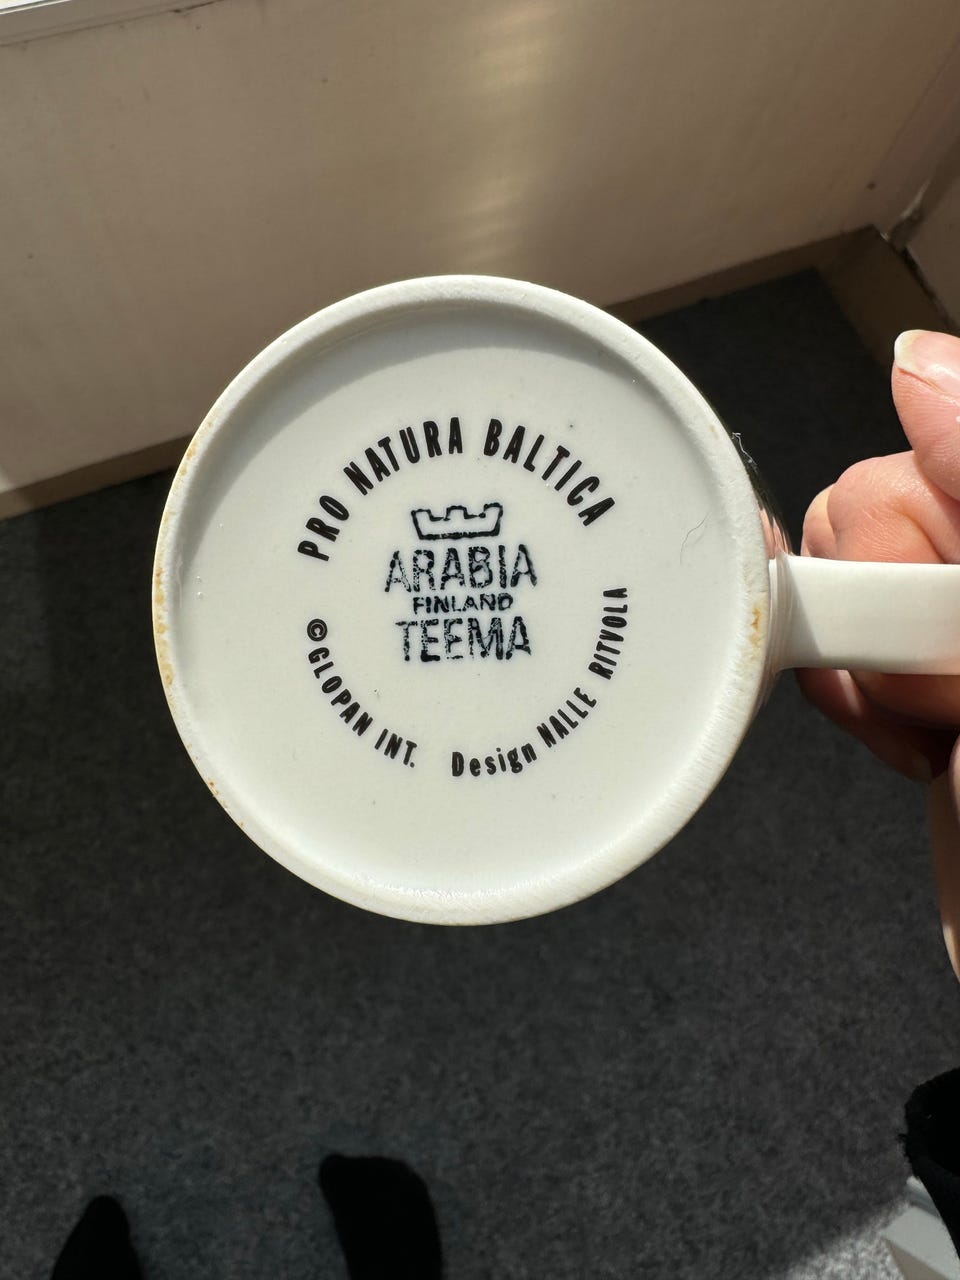 PRO NATURA BALTICA
ARABIA
FINLAND
TEEMA
© GLOPAN INT. Design NALLE RITVOLA